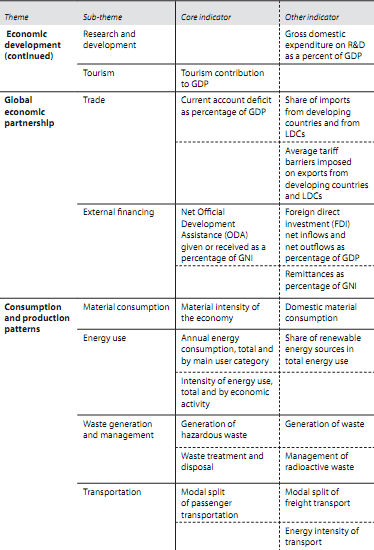 Theme Sub-theme Core indicator Other indicator
Economic development (continued)
Research and development
Gross domestic expenditure on R&D as a percent of GDP
Tourism
Tourism contribution to GDP
Global economic partnership
Trade
Current account deficit as percentage of GDP
Share of imports from developing countries and from LDCs
Average tariff barriers imposed on exports from developing countries and LDCs
External financing
Net Official Development Assistance (ODA) given or received as a percentage of GNI
Foreign direct investment (FDI) net inflows and net outflows as percentage of GDP
Remittances as percentage of GNI
Consumption and production patterns
Material consumption
Material intensity of the economy
Domestic material consumption
Energy use
Annual energy consumption, total and by main user category
Share of renewable energy sources in total energy use
Intensity of energy use, total and by economic activity
Waste generation and management
Generation of hazardous waste
Generation of waste
Waste treatment and disposal
Management of radioactive waste
Transportation
Modal split of passenger transportation
Modal split of freight transport
Energy intensity of transport